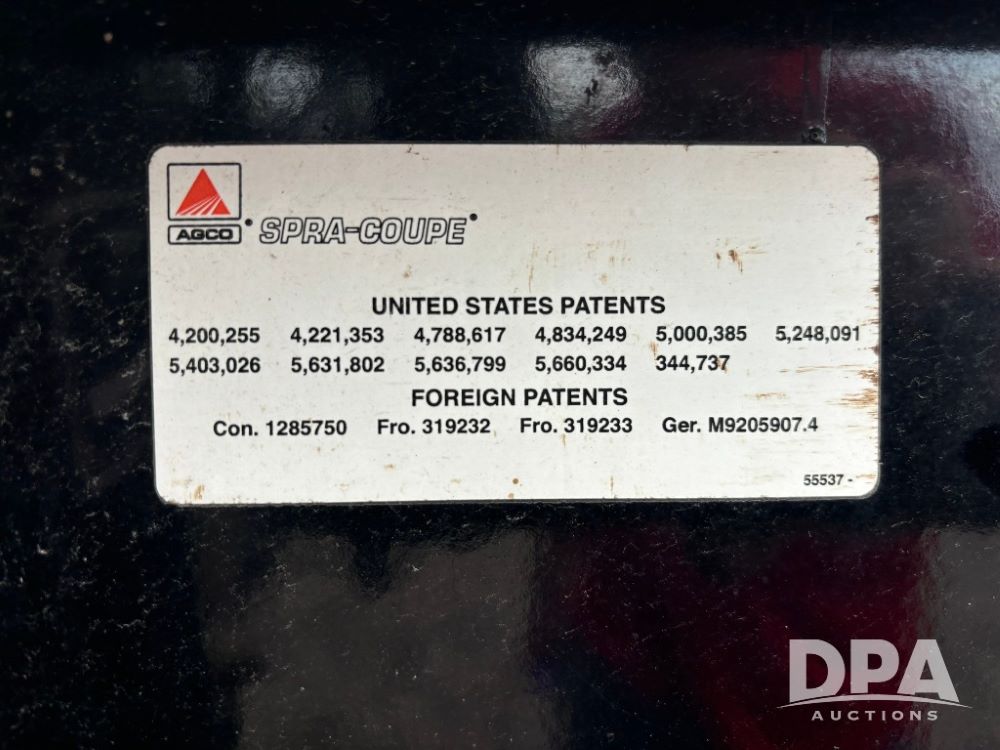 AGCO® SPRA-COUPE®
UNITED STATES PATENTS
4,200,255 4,221,353 4,788,617 4,834,249 5,000,385 5,248,091
5,403,026 5,631,802 5,636,799 5,660,334 344,737
FOREIGN PATENTS
Con. 1285750 Fro. 319232 Fro. 319233 Ger. M9205907.4
55537 -
DPA
AUCTIONS